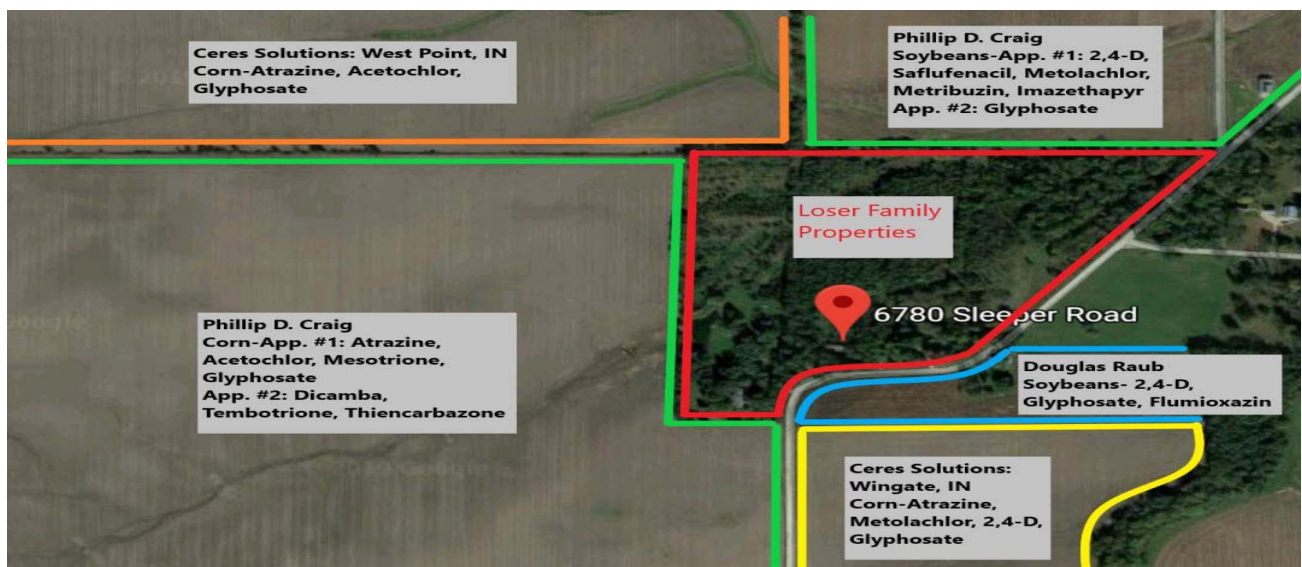 Ceres Solutions: West Point, IN
Corn-Atrazine, Acetochlor,
Glyphosate
Phillip D. Craig
Soybeans-App. #1: 2,4-D,
Saflufenacil, Metolachlor,
Metribuzin, Imazethapyr
App. #2: Glyphosate
Loser Family
Properties
6780 Sleeper Road
Phillip D. Craig
Corn-App. #1: Atrazine,
Acetochlor, Mesotrione,
Glyphosate
App. #2: Dicamba,
Tembotrione, Thiencarbazone
Douglas Raub
Soybeans- 2,4-D,
Glyphosate, Flumioxazin
Ceres Solutions:
Wingate, IN
Corn-Atrazine,
Metolachlor, 2,4-D,
Glyphosate